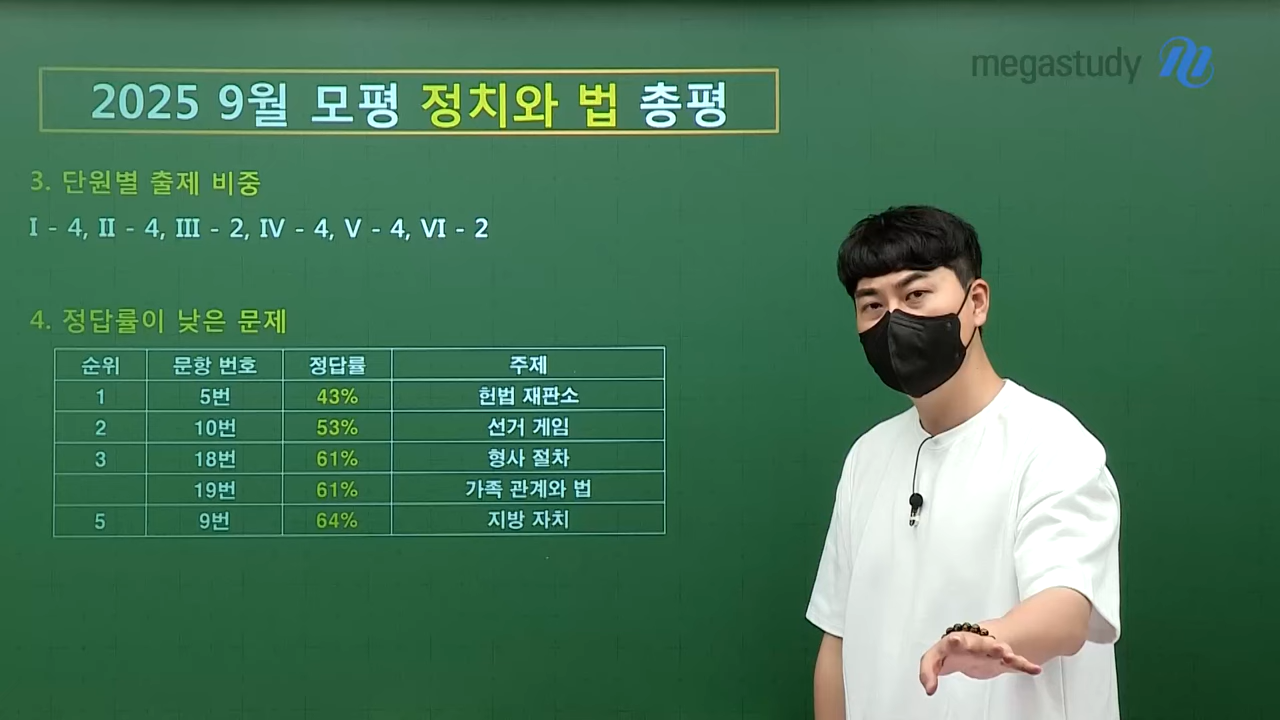 megastudy
2025 9월 모평 정치와 법 총평
3. 단원별 출제 비중
Ⅰ - 4, Ⅱ - 4, Ⅲ - 2, Ⅳ - 4, Ⅴ - 4, Ⅵ - 2
4. 정답률이 낮은 문제
순위 문항 번호 정답률 주제
1 5번 43% 헌법 재판소
2 10번 53% 선거 게임
3 18번 61% 형사 절차
19번 61% 가족 관계와 법
5 9번 64% 지방 자치